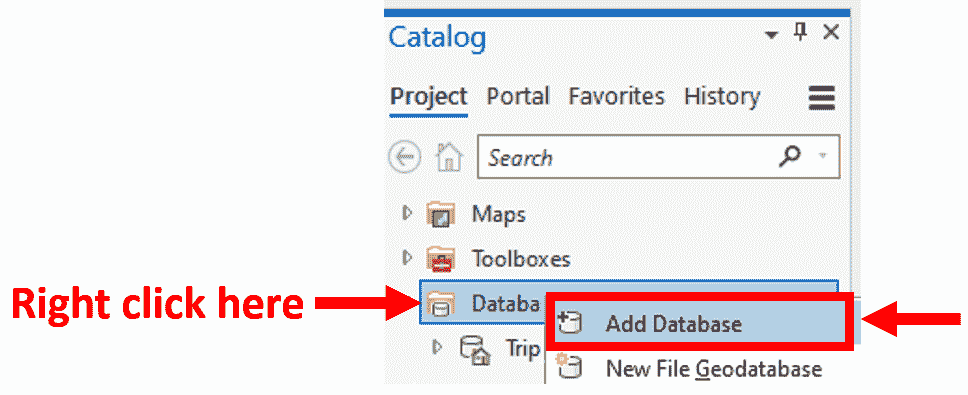 Catalog
Project Portal Favorites History
Search
Maps
Toolboxes
Right click here
Databa
Add Database
Trip
New File Geodatabase